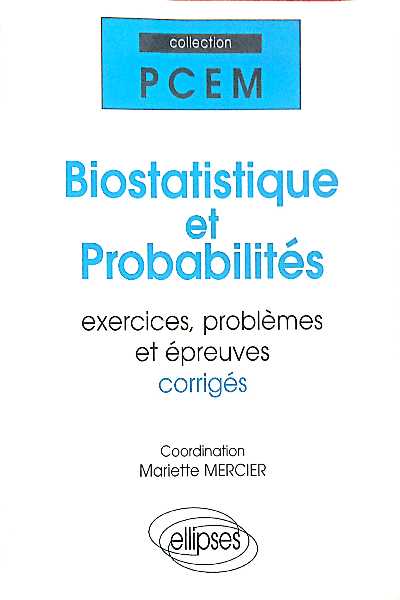 collection
PCEM
Biostatistique
et
Probabilités
exercices, problèmes
et épreuves
corrigés
Coordination
Mariette MERCIER
ellipses